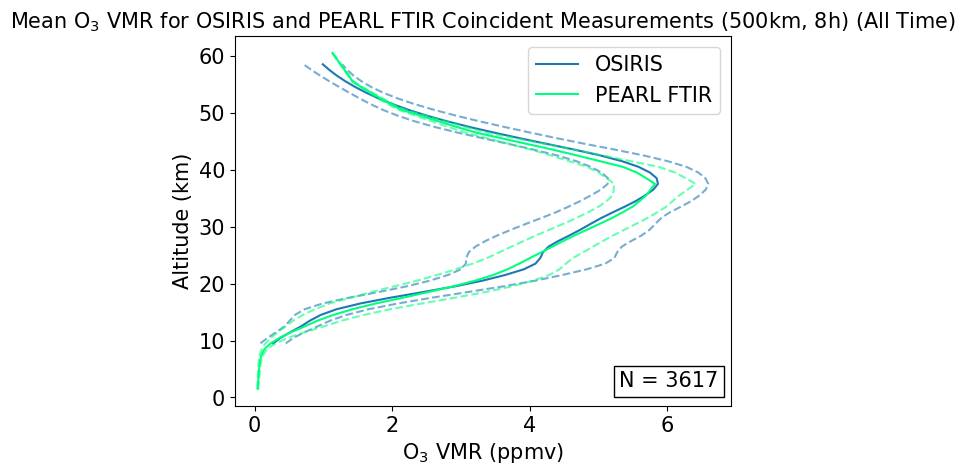 Mean O₃ VMR for OSIRIS and PEARL FTIR Coincident Measurements (500km, 8h) (All Time)
OSIRIS
PEARL FTIR
60
50
40
30
20
10
0
Altitude (km)
N = 3617
0 2 4 6
O₃ VMR (ppmv)